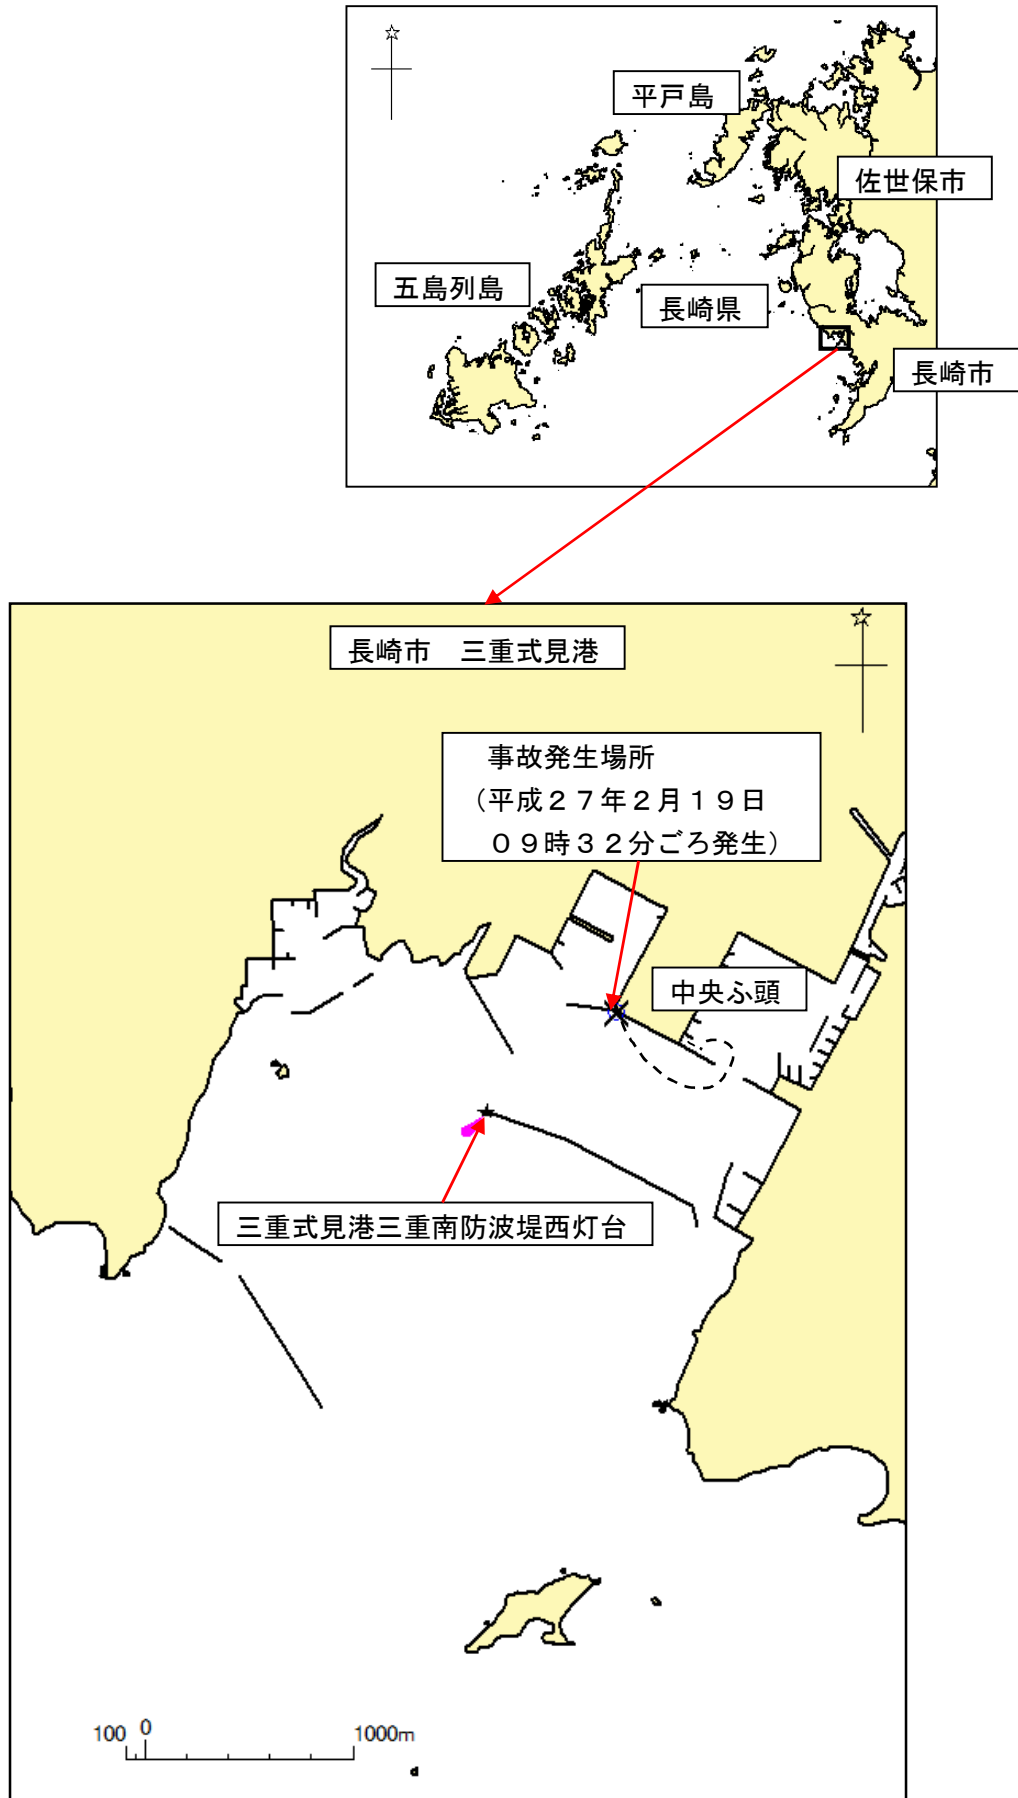 平戸島
佐世保市
五島列島
長崎県
長崎市
長崎市　三重式見港
事故発生場所
（平成２７年２月１９日
０９時３２分ごろ発生）
中央ふ頭
三重式見港三重南防波堤西灯台
100 0 1000m